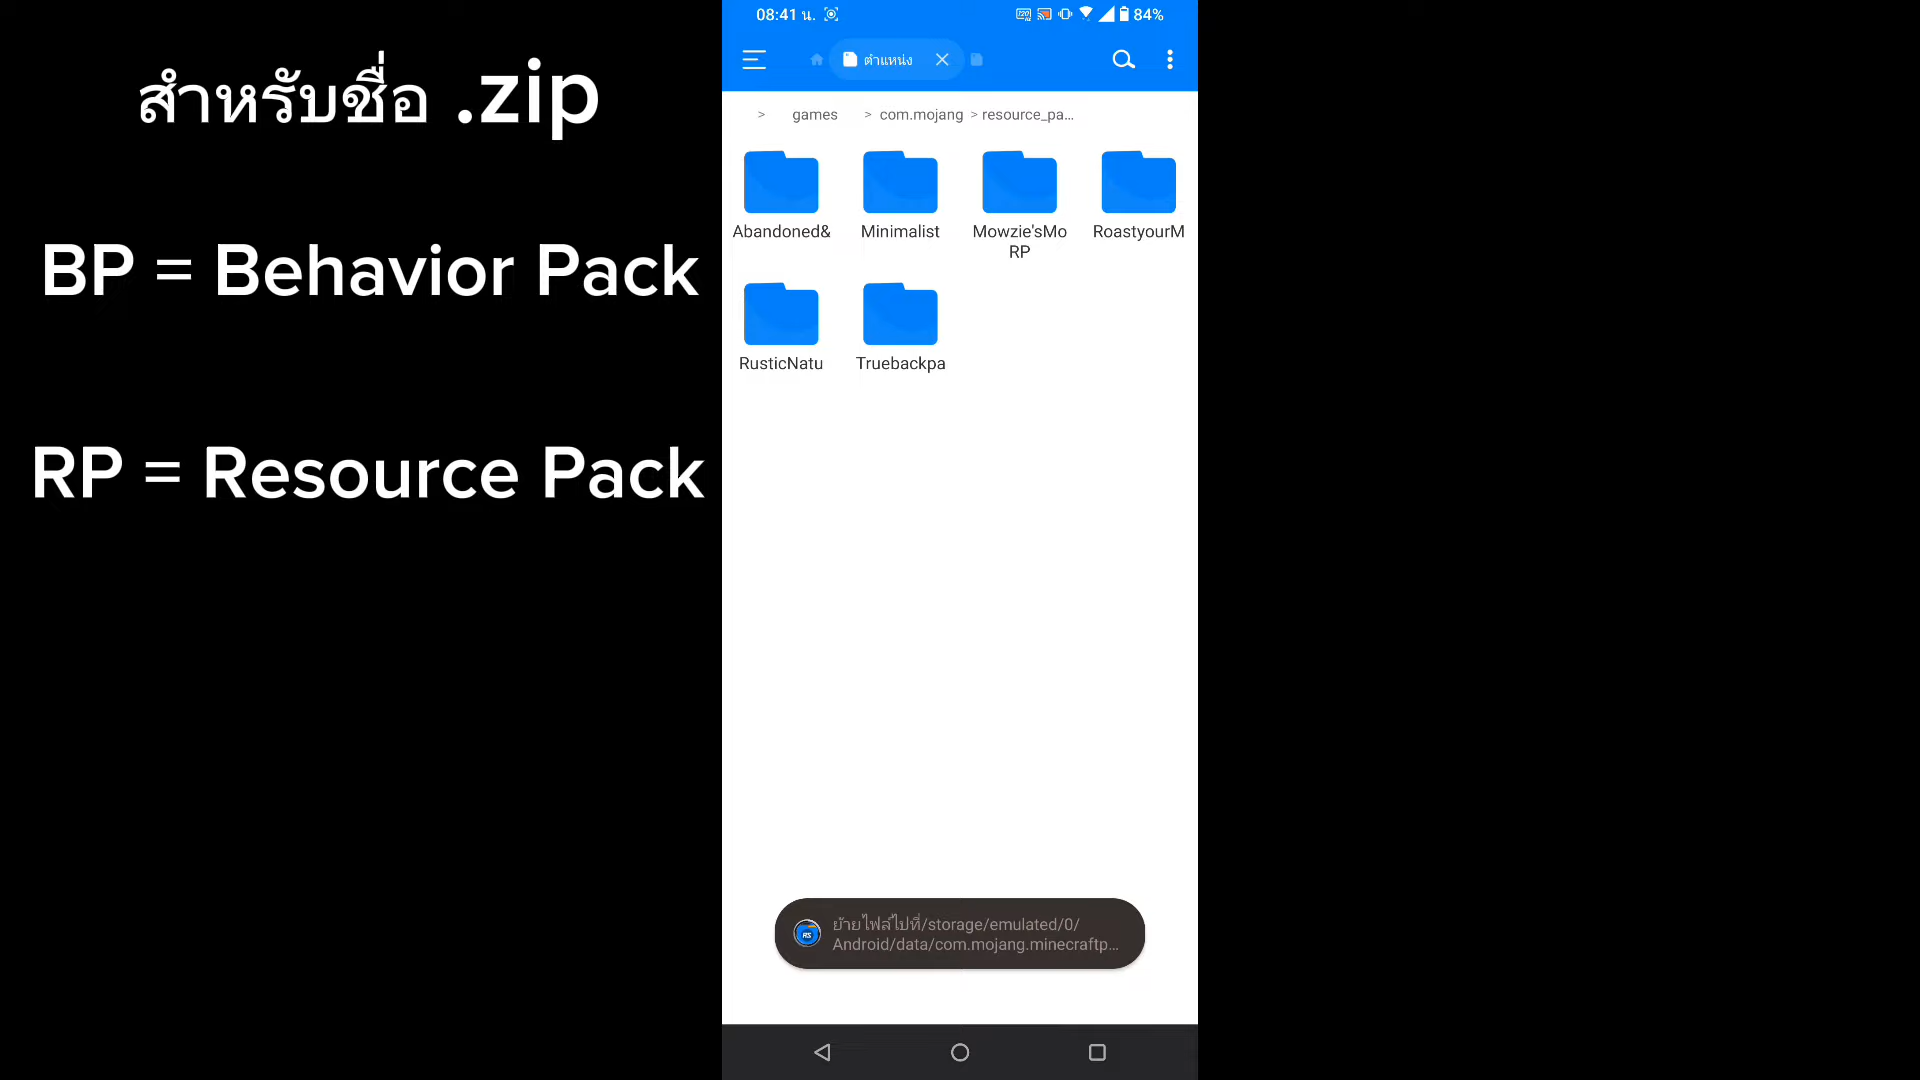 สำหรับชื่อ .zip
BP = Behavior Pack
RP = Resource Pack
08:41 น.
84%
ตำแหน่ง
> games > com.mojang > resource_pa...
Abandoned&
Minimalist
Mowzie'sMo
RP
RoastyourM
RusticNatu
Truebackpa
ย้ายไฟล์ไปที่/storage/emulated/0/
Android/data/com.mojang.minecraftp...